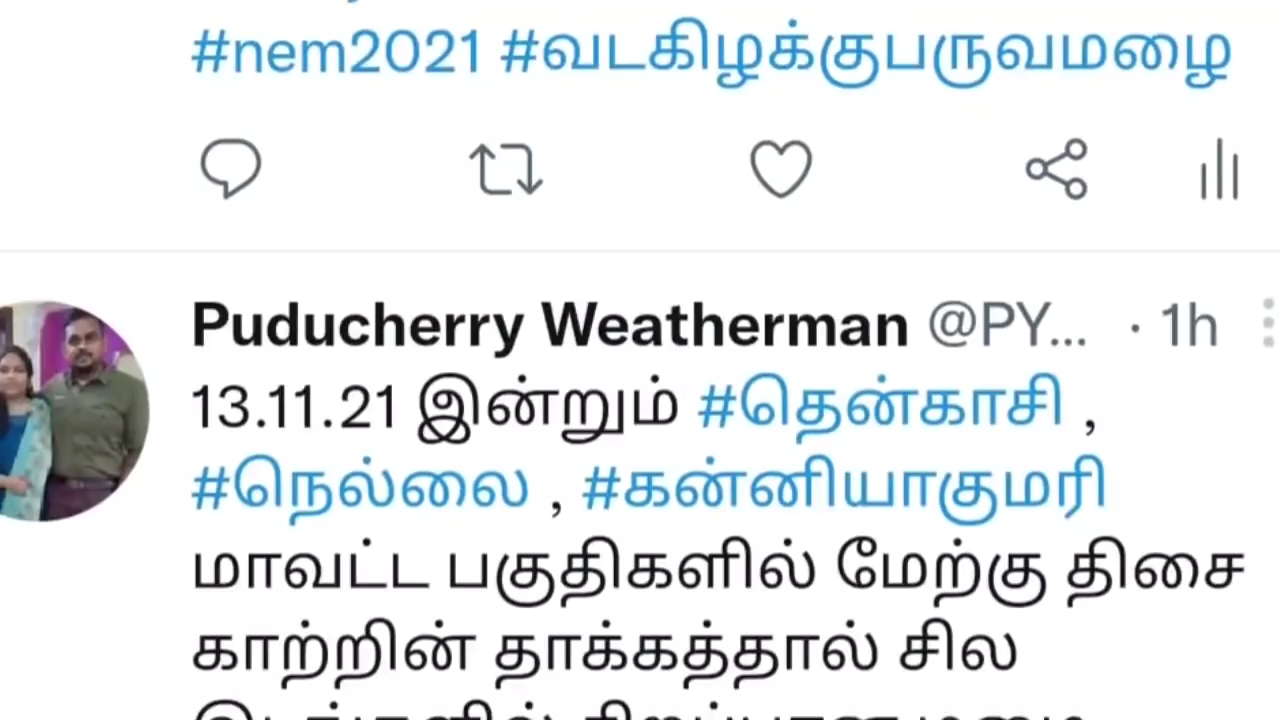 #nem2021 #வடகிழக்குபருவமழை
Puducherry Weatherman @PY... · 1h
13.11.21 இன்றும் #தென்காசி ,
#நெல்லை , #கன்னியாகுமரி
மாவட்ட பகுதிகளில் மேற்கு திசை
காற்றின் தாக்கத்தால் சில